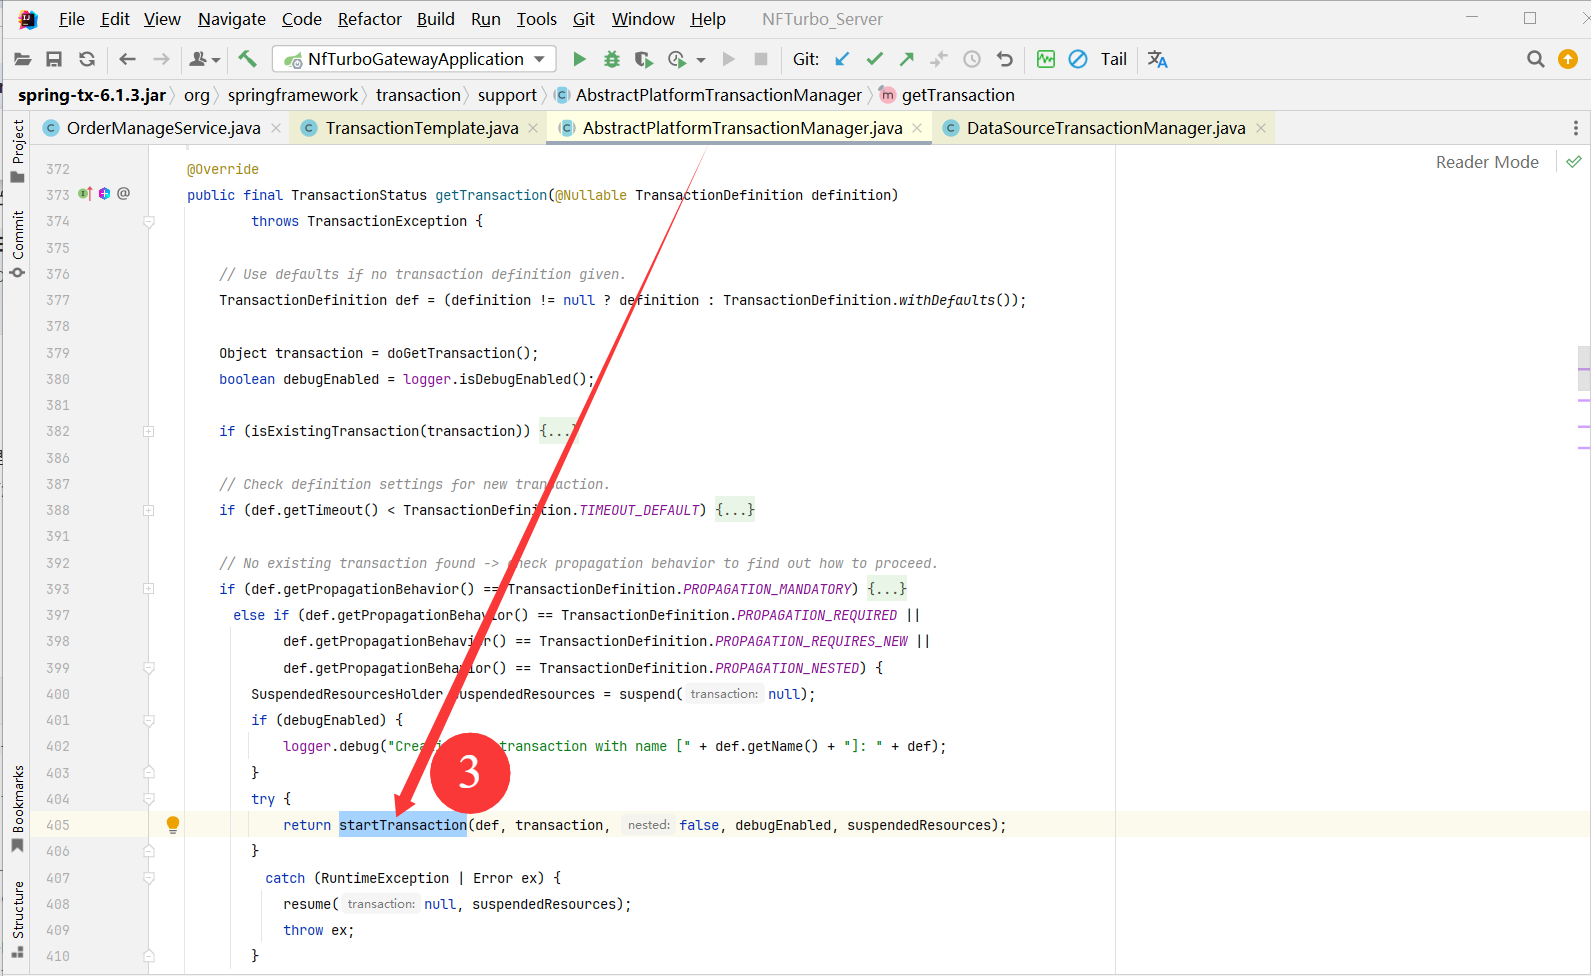 File Edit View Navigate Code Refactor Build Run Tools Git Window Help NFTurbo_Server
NfTurboGatewayApplication Git: Tail
spring-tx-6.1.3.jar org springframework transaction support AbstractPlatformTransactionManager getTransaction
OrderManageService.java TransactionTemplate.java AbstractPlatformTransactionManager.java DataSourceTransactionManager.java
Reader Mode
Project
Commit
Bookmarks
Structure
372 @Override
373 public final TransactionStatus getTransaction(@Nullable TransactionDefinition definition)
374 throws TransactionException {
375
376 // Use defaults if no transaction definition given.
377 TransactionDefinition def = (definition != null ? definition : TransactionDefinition.withDefaults());
378
379 Object transaction = doGetTransaction();
380 boolean debugEnabled = logger.isDebugEnabled();
381
382 if (isExistingTransaction(transaction)) {...}
386
387 // Check definition settings for new transaction.
388 if (def.getTimeout() < TransactionDefinition.TIMEOUT_DEFAULT) {...}
391
392 // No existing transaction found -> check propagation behavior to find out how to proceed.
393 if (def.getPropagationBehavior() == TransactionDefinition.PROPAGATION_MANDATORY) {...}
397 else if (def.getPropagationBehavior() == TransactionDefinition.PROPAGATION_REQUIRED ||
398 def.getPropagationBehavior() == TransactionDefinition.PROPAGATION_REQUIRES_NEW ||
399 def.getPropagationBehavior() == TransactionDefinition.PROPAGATION_NESTED) {
400 SuspendedResourcesHolder suspendedResources = suspend( transaction: null);
401 if (debugEnabled) {
402 logger.debug("Creating transaction with name [" + def.getName() + "]: " + def);
403 }
404 try {
405 return startTransaction(def, transaction, nested: false, debugEnabled, suspendedResources);
406 }
407 catch (RuntimeException | Error ex) {
408 resume( transaction: null, suspendedResources);
409 throw ex;
410 }
3